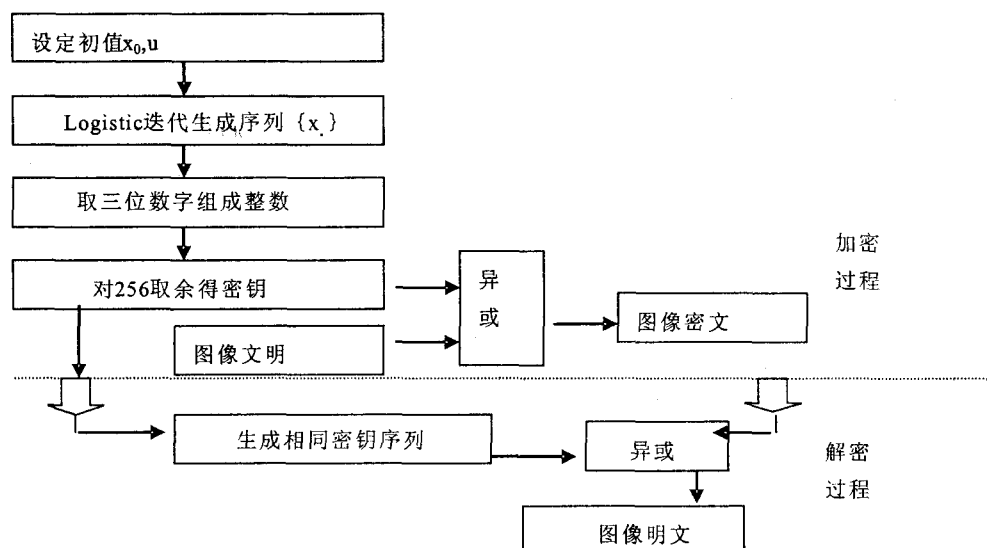 设定初值x₀,u
Logistic迭代生成序列｛x.｝
取三位数字组成整数
对256取余得密钥
异
或
加密
过程
图像密文
图像文明
生成相同密钥序列
异或
解密
过程
图像明文